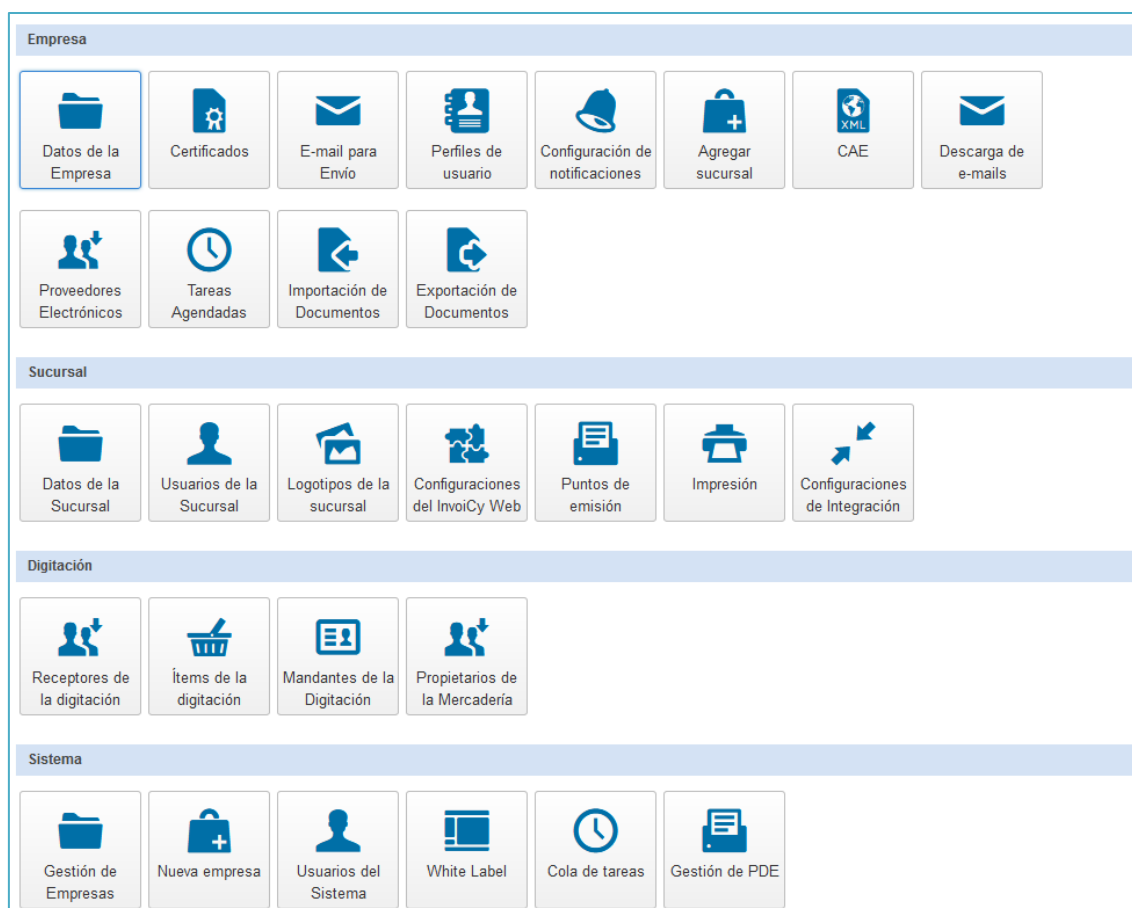 Empresa
Datos de la
Empresa
Certificados
E-mail para
Envío
Perfiles de
usuario
Configuración de
notificaciones
Agregar
sucursal
XML
CAE
Descarga de
e-mails
Proveedores
Electrónicos
Tareas
Agendadas
Importación de
Documentos
Exportación de
Documentos
Sucursal
Datos de la
Sucursal
Usuarios de la
Sucursal
Logotipos de la
sucursal
Configuraciones
del InvoiCy Web
Puntos de
emisión
Impresión
Configuraciones
de Integración
Digitación
Receptores de
la digitación
Ítems de la
digitación
Mandantes de la
Digitación
Propietarios de
la Mercadería
Sistema
Gestión de
Empresas
Nueva empresa
Usuarios del
Sistema
White Label
Cola de tareas
Gestión de PDE